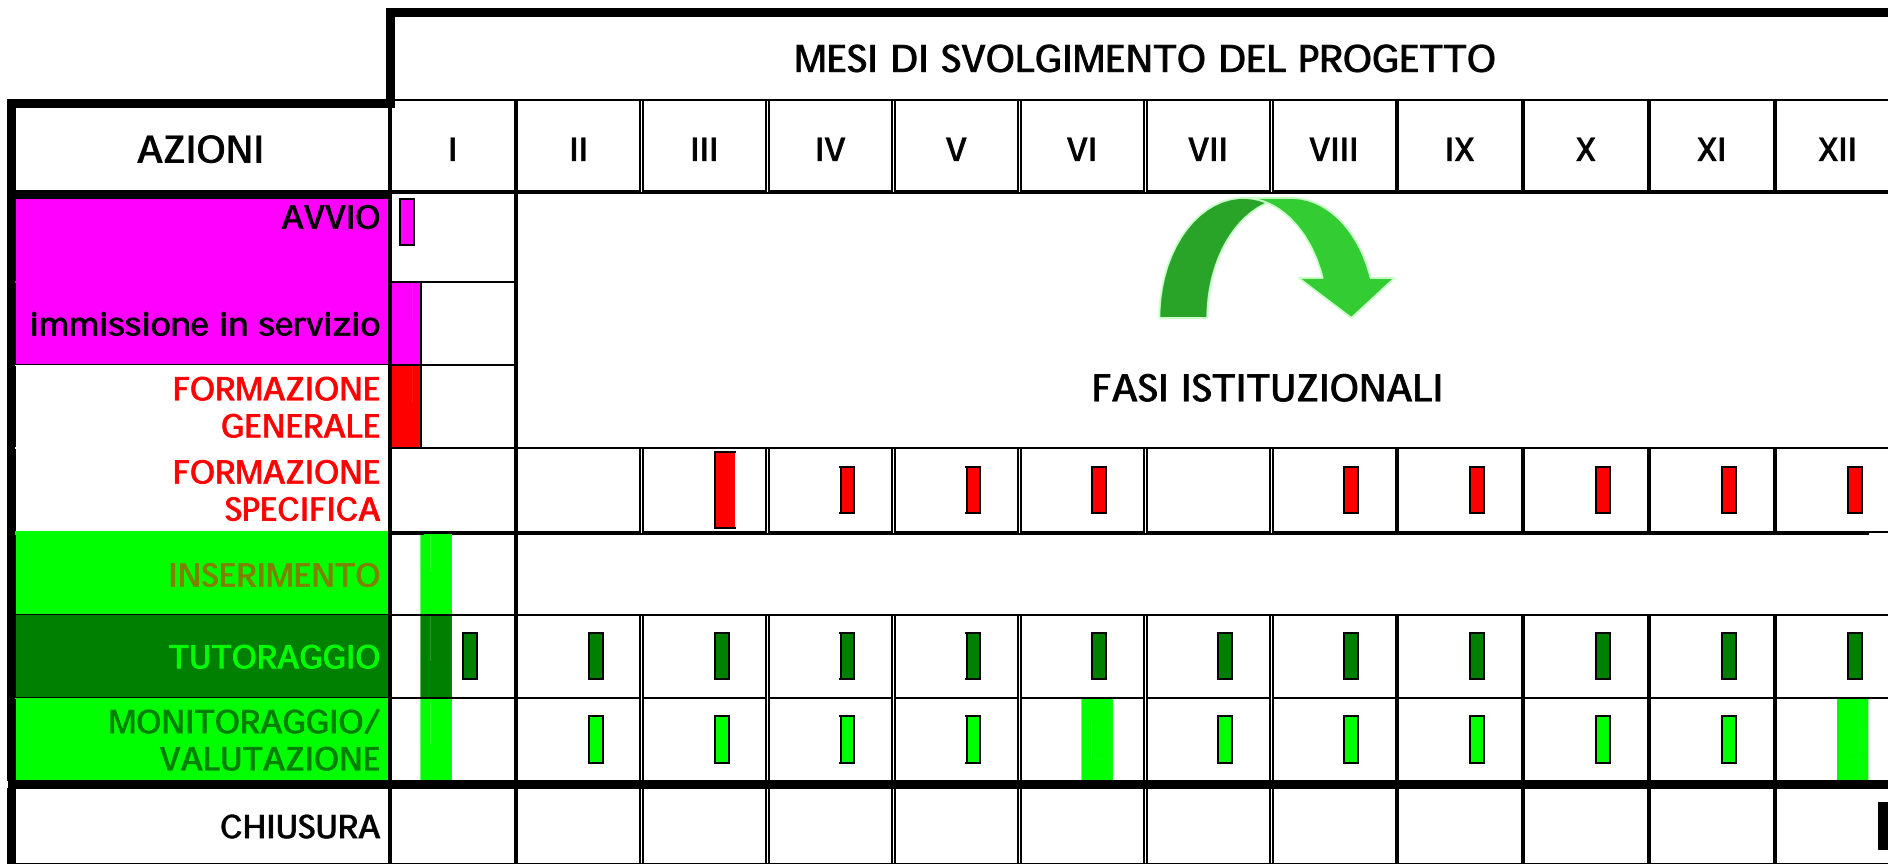 MESI DI SVOLGIMENTO DEL PROGETTO
AZIONI I II III IV V VI VII VIII IX X XI XII
AVVIO
immissione in servizio
FORMAZIONE
GENERALE
FASI ISTITUZIONALI
FORMAZIONE
SPECIFICA
INSERIMENTO
TUTORAGGIO
MONITORAGGIO/
VALUTAZIONE
CHIUSURA